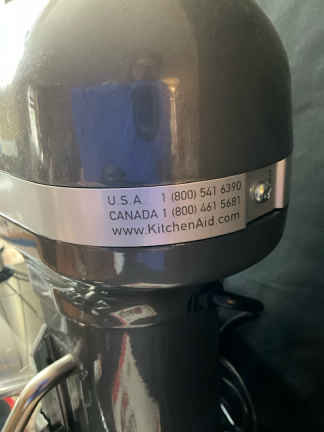 U.S.A. 1 (800) 541 6390
CANADA 1 (800) 461 5681
www.KitchenAid.com